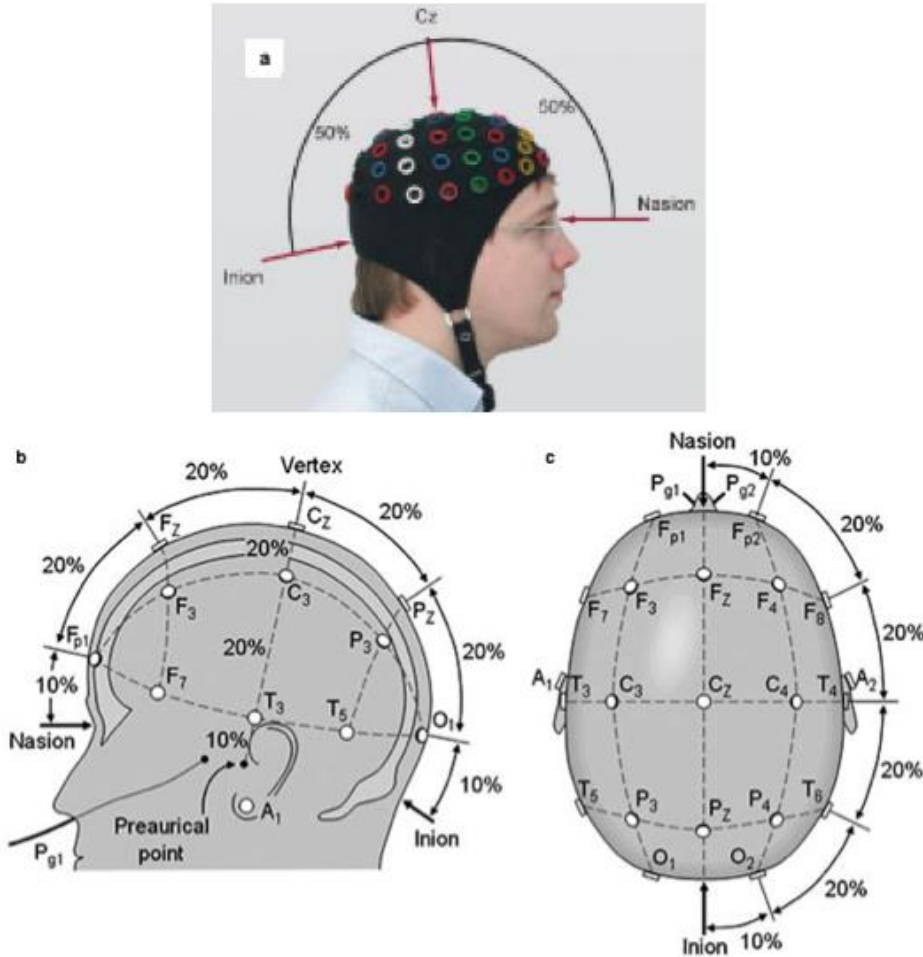 Cz
a
50%
50%
Nasion
Inion
b
20%
Vertex
FZ
CZ
20%
20%
20%
F3
C3
PZ
Fp1
20%
P3
20%
10%
F7
T3
T5
O1
Nasion
10%
10%
A1
Preaurical
point
Inion
Pg1
c
Nasion
10%
Pg1
Pg2
Fp1
Fp2
20%
F7
F3
FZ
F4
F8
20%
A1
T3
C3
CZ
C4
T4
A2
20%
T5
P3
PZ
P4
T6
O1
O2
20%
10%
Inion